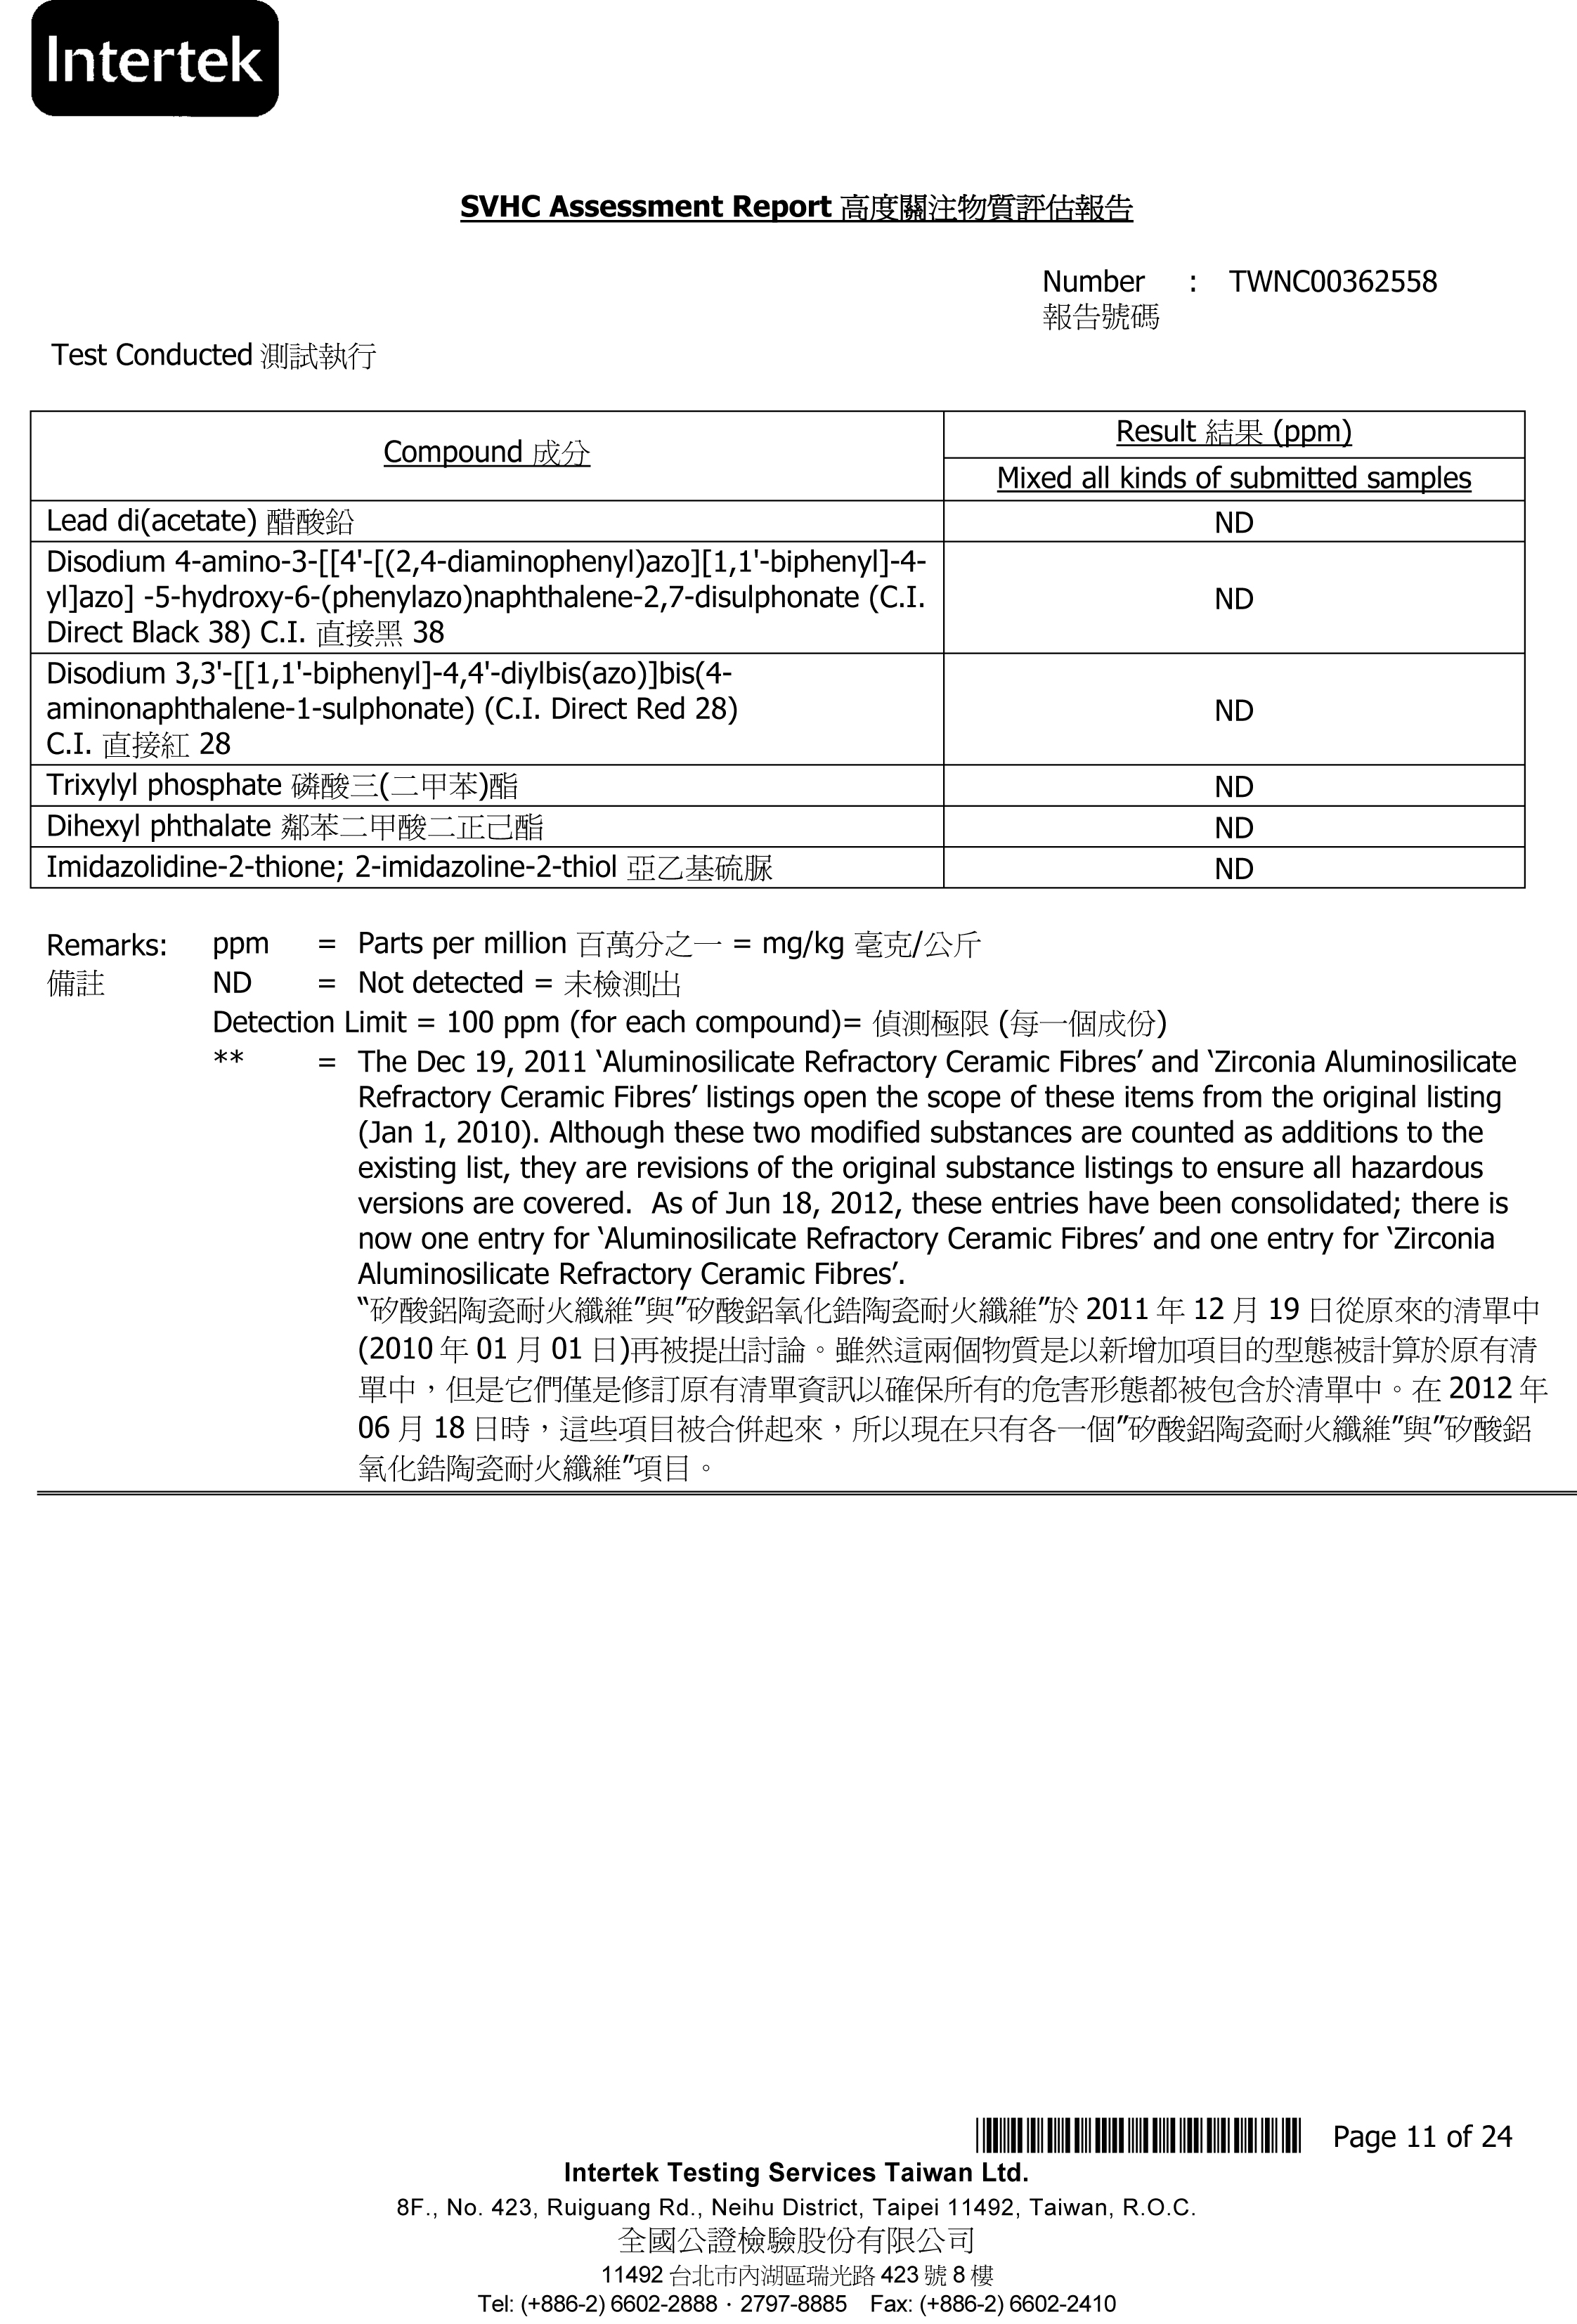 Intertek
SVHC Assessment Report 高度關注物質評估報告
Number : TWNC00362558
報告號碼
Test Conducted 測試執行
Compound 成分
Result 結果 (ppm)
Mixed all kinds of submitted samples
Lead di(acetate) 醋酸鉛
ND
Disodium 4-amino-3-[[4'-[(2,4-diaminophenyl)azo][1,1'-biphenyl]-4-
yl]azo] -5-hydroxy-6-(phenylazo)naphthalene-2,7-disulphonate (C.I.
Direct Black 38) C.I. 直接黑 38
ND
Disodium 3,3'-[[1,1'-biphenyl]-4,4'-diylbis(azo)]bis(4-
aminonaphthalene-1-sulphonate) (C.I. Direct Red 28)
C.I. 直接紅 28
ND
Trixylyl phosphate 磷酸三(二甲苯)酯
ND
Dihexyl phthalate 鄰苯二甲酸二正己酯
ND
Imidazolidine-2-thione; 2-imidazoline-2-thiol 亞乙基硫脲
ND
Remarks: ppm = Parts per million 百萬分之一 = mg/kg 毫克/公斤
備註 ND = Not detected = 未檢測出
Detection Limit = 100 ppm (for each compound)= 偵測極限 (每一個成份)
** = The Dec 19, 2011 ‘Aluminosilicate Refractory Ceramic Fibres’ and ‘Zirconia Aluminosilicate
Refractory Ceramic Fibres’ listings open the scope of these items from the original listing
(Jan 1, 2010). Although these two modified substances are counted as additions to the
existing list, they are revisions of the original substance listings to ensure all hazardous
versions are covered. As of Jun 18, 2012, these entries have been consolidated; there is
now one entry for ‘Aluminosilicate Refractory Ceramic Fibres’ and one entry for ‘Zirconia
Aluminosilicate Refractory Ceramic Fibres’.
“矽酸鋁陶瓷耐火纖維”與”矽酸鋁氧化鋯陶瓷耐火纖維”於 2011 年 12 月 19 日從原來的清單中
(2010 年 01 月 01 日)再被提出討論。雖然這兩個物質是以新增加項目的型態被計算於原有清
單中，但是它們僅是修訂原有清單資訊以確保所有的危害形態都被包含於清單中。在 2012 年
06 月 18 日時，這些項目被合併起來，所以現在只有各一個”矽酸鋁陶瓷耐火纖維”與”矽酸鋁
氧化鋯陶瓷耐火纖維”項目。
Page 11 of 24
Intertek Testing Services Taiwan Ltd.
8F., No. 423, Ruiguang Rd., Neihu District, Taipei 11492, Taiwan, R.O.C.
全國公證檢驗股份有限公司
11492 台北市內湖區瑞光路 423 號 8 樓
Tel: (+886-2) 6602-2888 · 2797-8885 Fax: (+886-2) 6602-2410